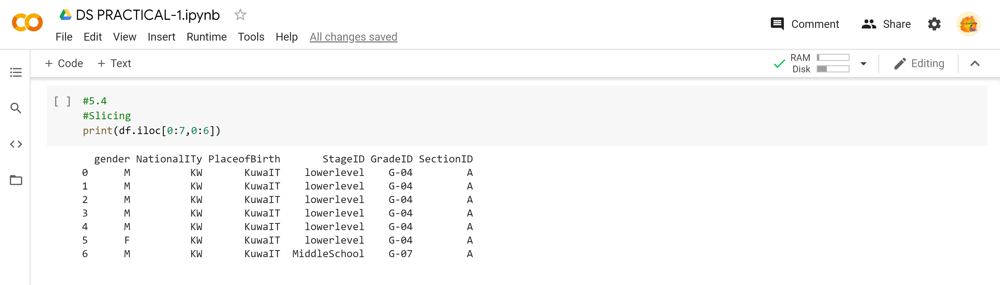 DS PRACTICAL-1.ipynb
File Edit View Insert Runtime Tools Help All changes saved
Comment Share
+ Code + Text
RAM
Disk
Editing
[ ] #5.4
#Slicing
print(df.iloc[0:7,0:6])
gender NationalITy PlaceofBirth StageID GradeID SectionID
0 M KW KuwaIT lowerlevel G-04 A
1 M KW KuwaIT lowerlevel G-04 A
2 M KW KuwaIT lowerlevel G-04 A
3 M KW KuwaIT lowerlevel G-04 A
4 M KW KuwaIT lowerlevel G-04 A
5 F KW KuwaIT lowerlevel G-04 A
6 M KW KuwaIT MiddleSchool G-07 A